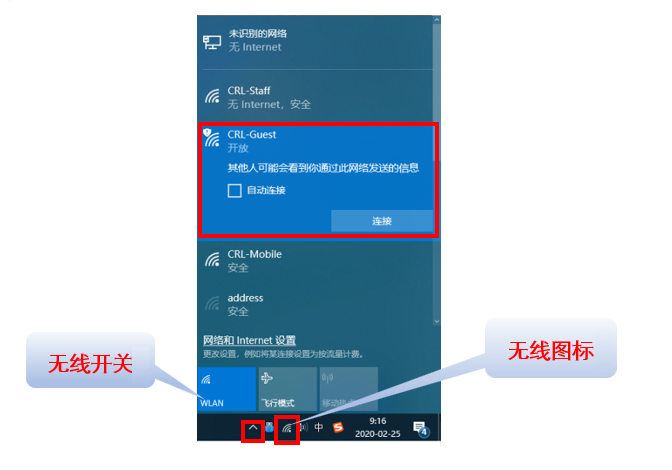 未识别的网络
无 Internet
CRL-Staff
无 Internet，安全
CRL-Guest
开放
其他人可能会看到你通过此网络发送的信息
自动连接
连接
CRL-Mobile
安全
address
安全
网络和 Internet 设置
更改设置，例如将某连接设置为按流量计费。
无线开关
无线图标
WLAN
飞行模式
移动热点
中
9:16
2020-02-25
4